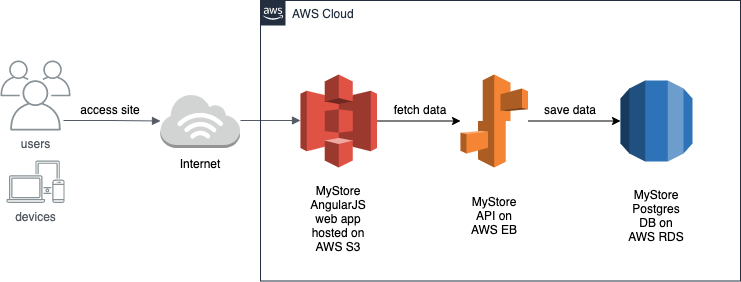 aws
AWS Cloud
access site
fetch data
save data
users
Internet
devices
MyStore
AngularJS
web app
hosted on
AWS S3
MyStore
API on
AWS EB
MyStore
Postgres
DB on
AWS RDS